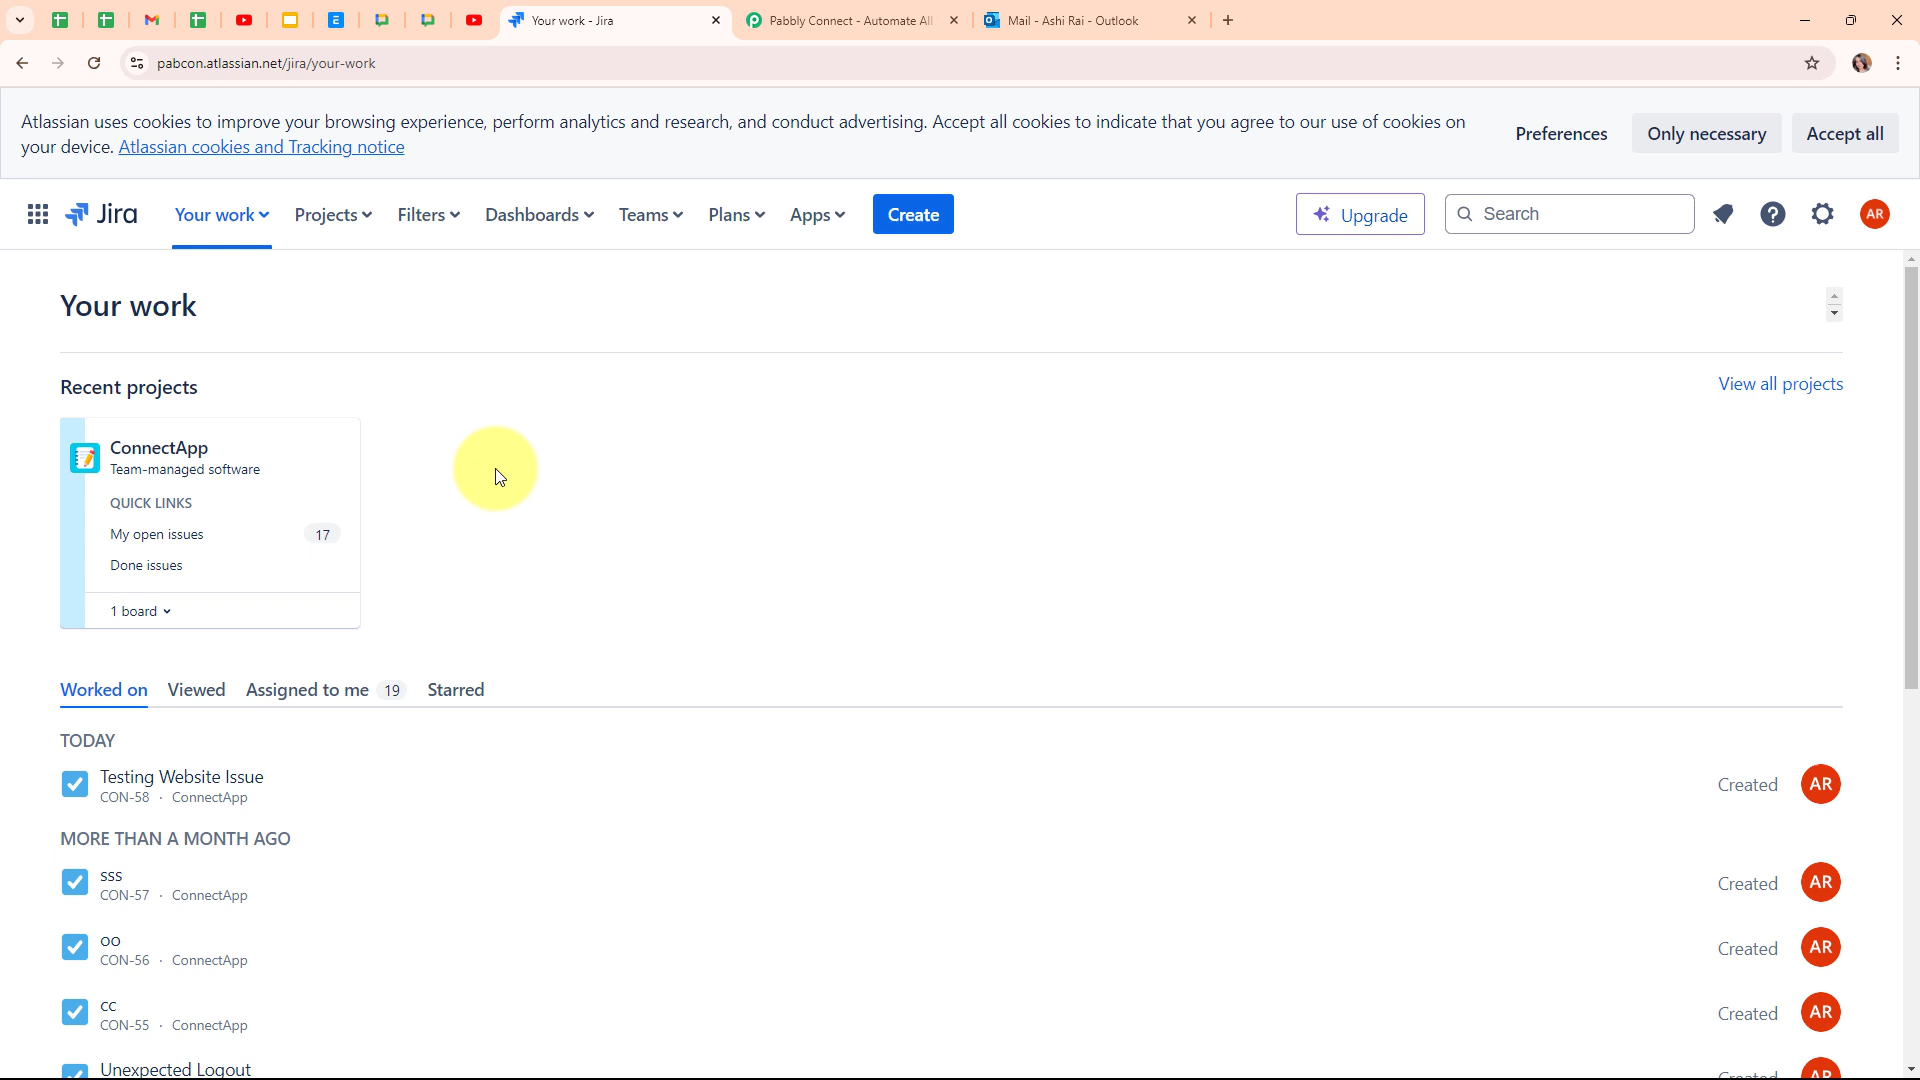 Your work - Jira
Pabbly Connect - Automate All
Mail - Ashi Rai - Outlook
pabcon.atlassian.net/jira/your-work
Atlassian uses cookies to improve your browsing experience, perform analytics and research, and conduct advertising. Accept all cookies to indicate that you agree to our use of cookies on
your device. Atlassian cookies and Tracking notice
Preferences
Only necessary
Accept all
Jira
Your work
Projects
Filters
Dashboards
Teams
Plans
Apps
Create
Upgrade
Search
AR
Your work
Recent projects
View all projects
ConnectApp
Team-managed software
QUICK LINKS
My open issues 17
Done issues
1 board
Worked on
Viewed
Assigned to me 19
Starred
TODAY
Testing Website Issue
CON-58 · ConnectApp
Created AR
MORE THAN A MONTH AGO
sss
CON-57 · ConnectApp
Created AR
oo
CON-56 · ConnectApp
Created AR
cc
CON-55 · ConnectApp
Created AR
Unexpected Logout
Created AR